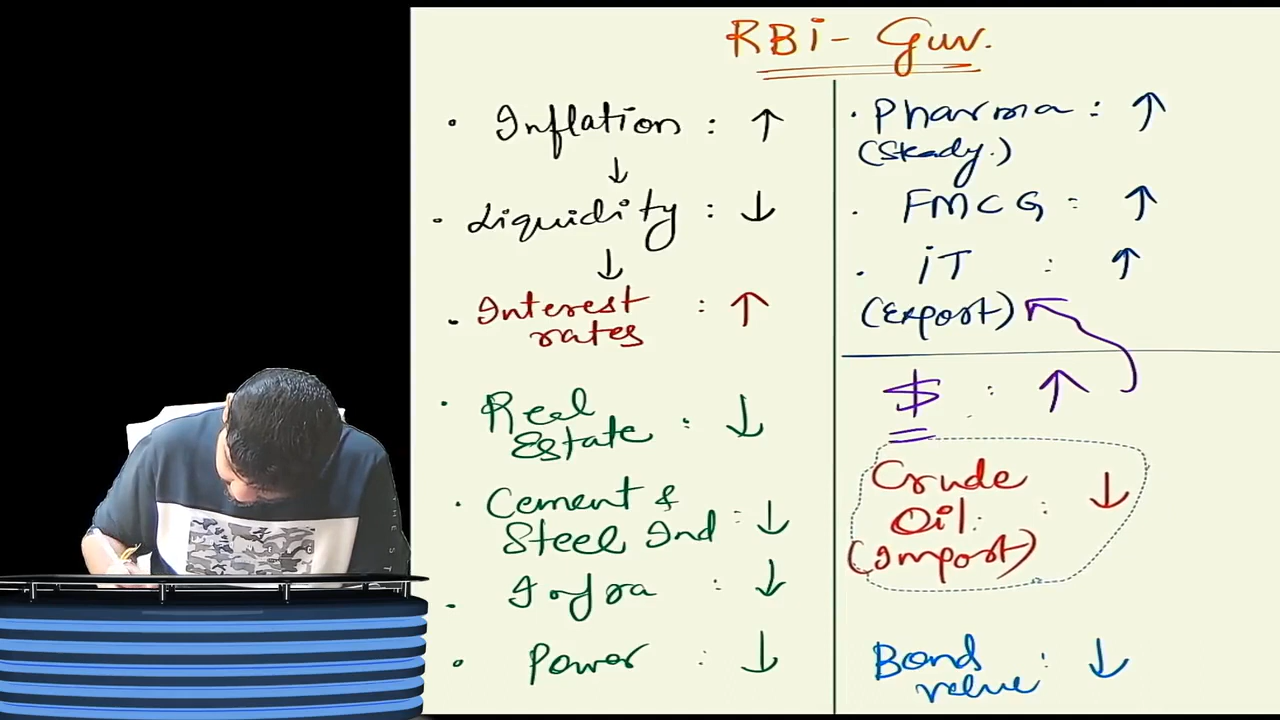 RBi - Guv.
• Inflation : ↑
↓
• Liquidity : ↓
↓
• Interest : ↑
rates
• Real
Estate : ↓
• Cement &
Steel Ind : ↓
• Infra : ↓
• Power : ↓
• Pharma : ↑
(Steady.)
• FMCG : ↑
• iT : ↑
(Export)
$ : ↑
Crude
Oil : ↓
(Import)
Bond : ↓
value